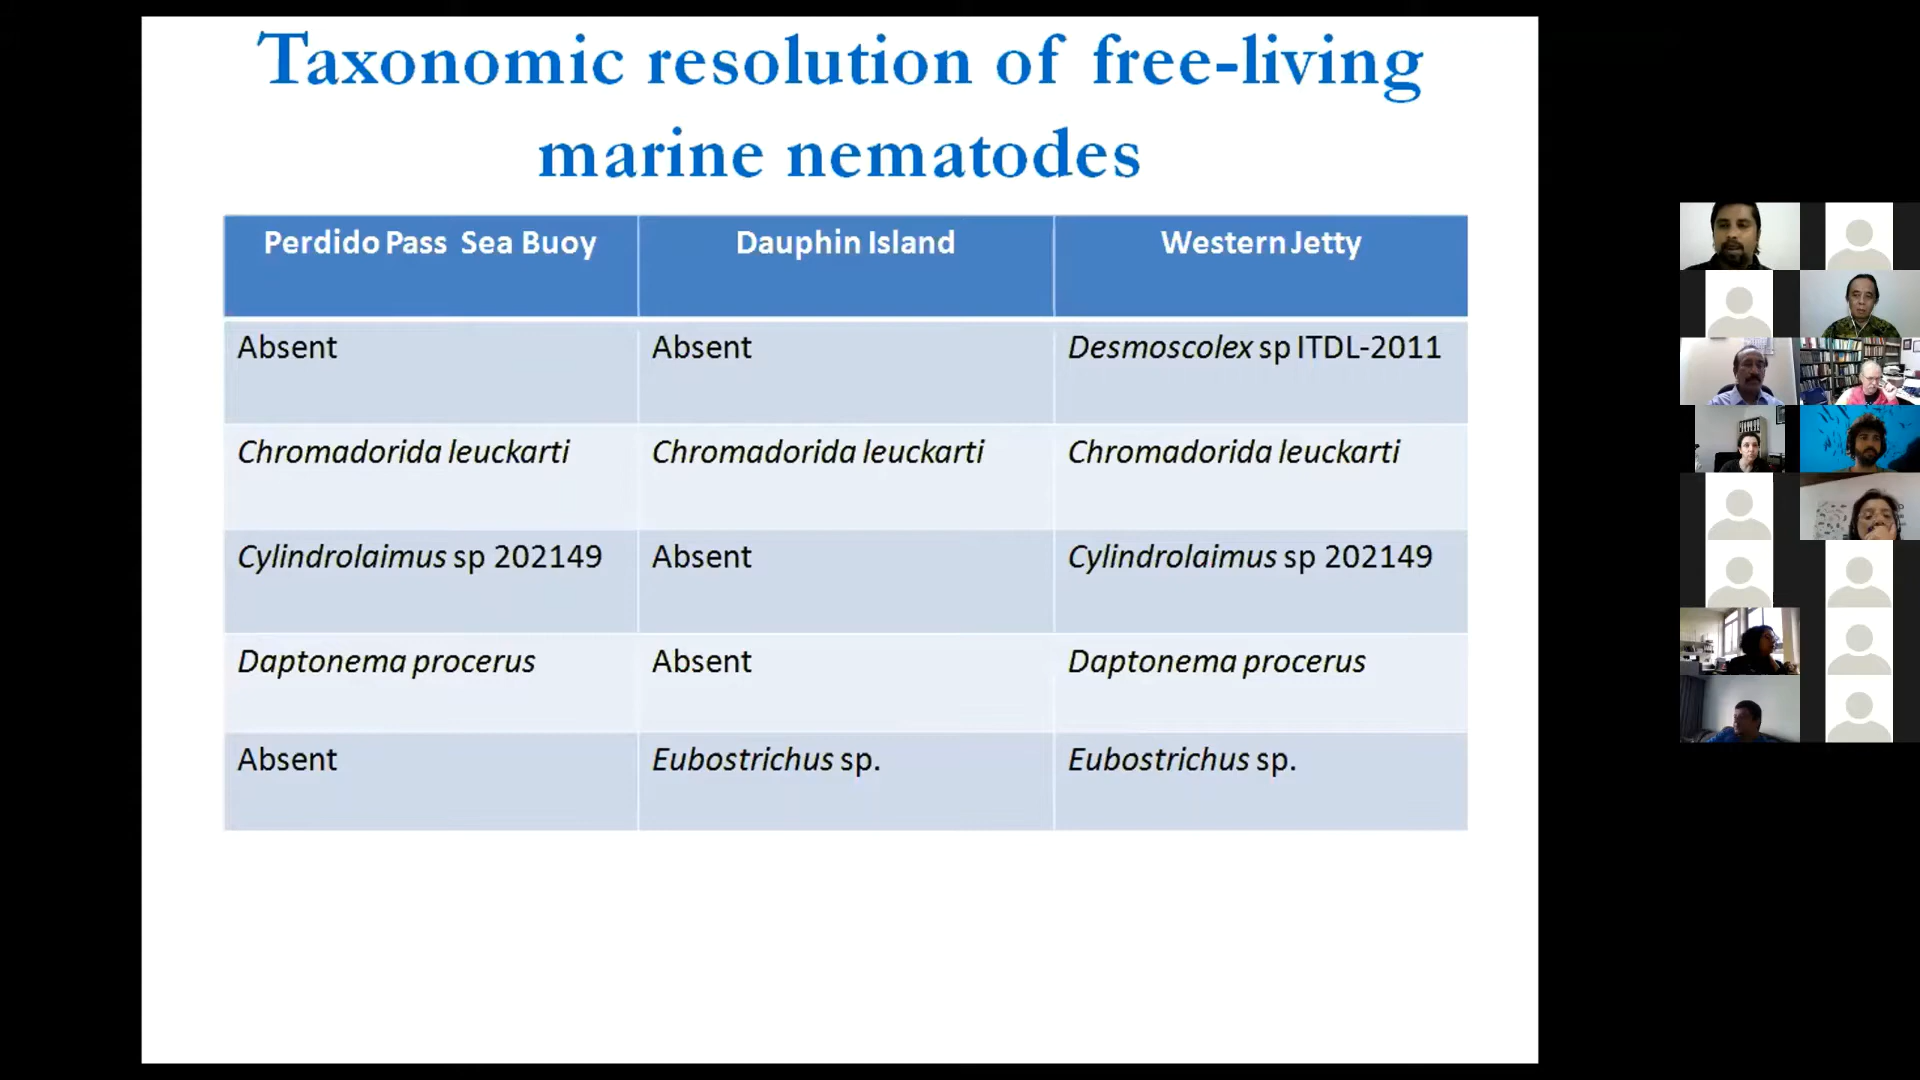 Taxonomic resolution of free-living
marine nematodes
Perdido Pass Sea Buoy Dauphin Island Western Jetty
Absent Absent Desmoscolex sp ITDL-2011
Chromadorida leuckarti Chromadorida leuckarti Chromadorida leuckarti
Cylindrolaimus sp 202149 Absent Cylindrolaimus sp 202149
Daptonema procerus Absent Daptonema procerus
Absent Eubostrichus sp. Eubostrichus sp.